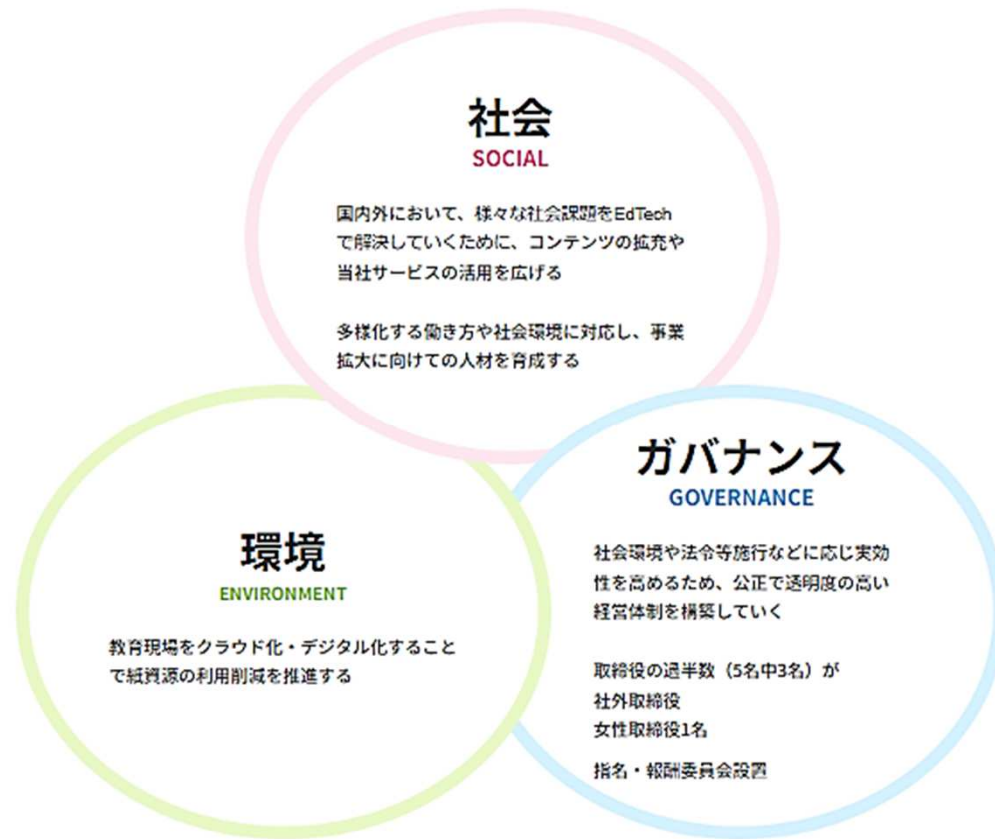 社会
SOCIAL
国内外において、様々な社会課題をEdTech
で解決していくために、コンテンツの拡充や
当社サービスの活用を広げる
多様化する働き方や社会環境に対応し、事業
拡大に向けての人材を育成する
環境
ENVIRONMENT
教育現場をクラウド化・デジタル化すること
で紙資源の利用削減を推進する
ガバナンス
GOVERNANCE
社会環境や法令等施行などに応じ実効
性を高めるため、公正で透明度の高い
経営体制を構築していく
取締役の過半数（5名中3名）が
社外取締役
女性取締役1名
指名・報酬委員会設置